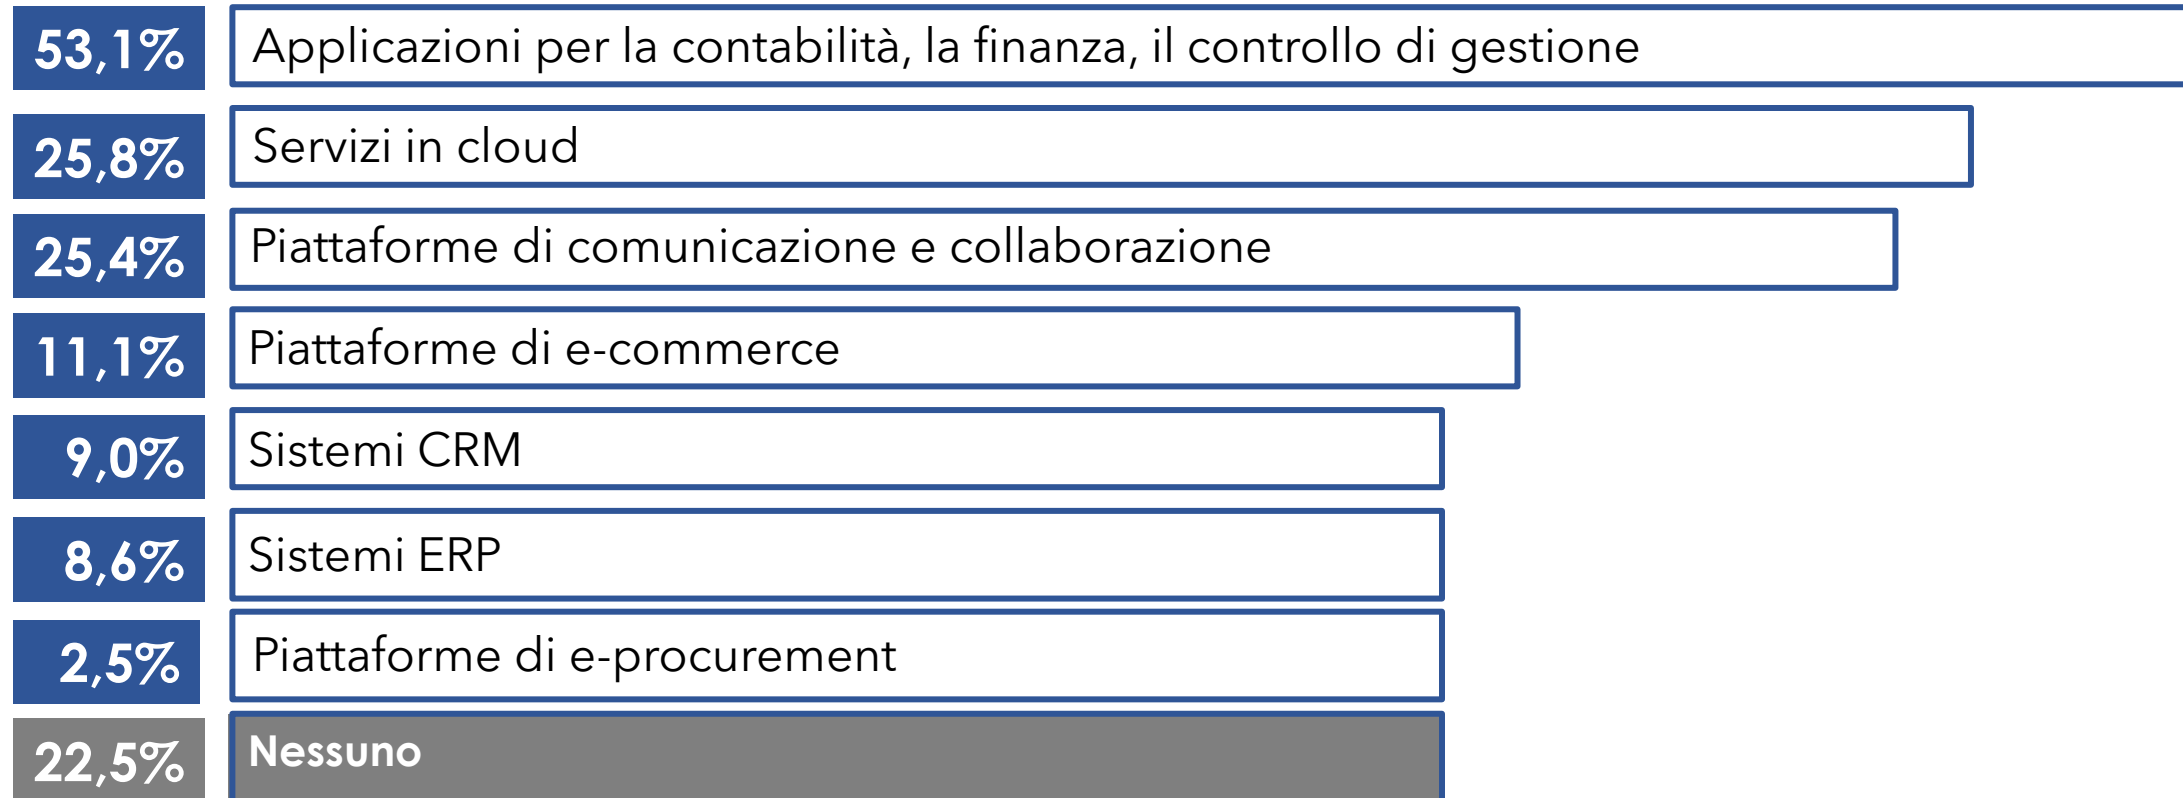 53,1% Applicazioni per la contabilità, la finanza, il controllo di gestione
25,8% Servizi in cloud
25,4% Piattaforme di comunicazione e collaborazione
11,1% Piattaforme di e-commerce
9,0% Sistemi CRM
8,6% Sistemi ERP
2,5% Piattaforme di e-procurement
22,5% Nessuno